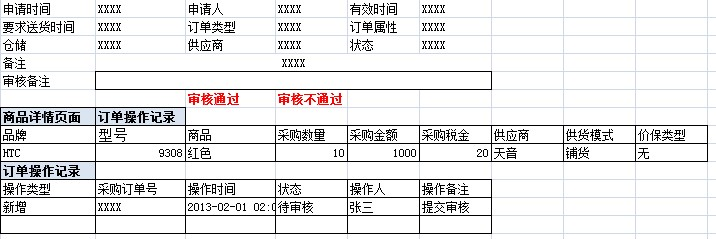 申请时间 XXXX 申请人 XXXX 有效时间 XXXX
要求送货时间 XXXX 订单类型 XXXX 订单属性 XXXX
仓储 XXXX 供应商 XXXX 状态 XXXX
备注 XXXX
审核备注
审核通过 审核不通过
商品详情页面 订单操作记录
品牌 型号 商品 采购数量 采购金额 采购税金 供应商 供货模式 价保类型
HTC 9308 红色 10 1000 20 天音 铺货 无
订单操作记录
操作类型 采购订单号 操作时间 状态 操作人 操作备注
新增 XXXX 2013-02-01 02:0 待审核 张三 提交审核